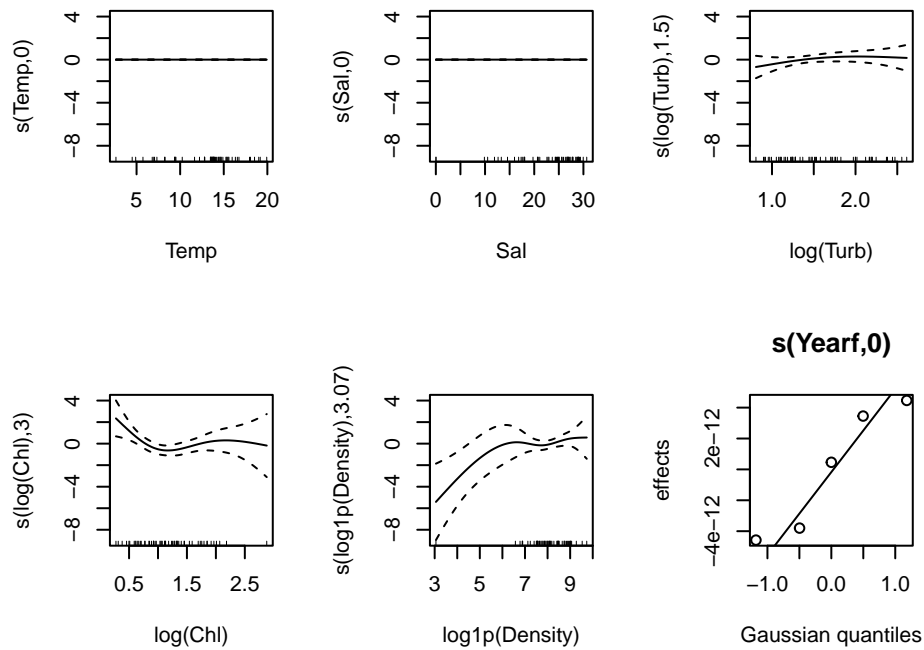 s(Temp,0)
4
0
−4
−8
5
10
15
20
Temp
s(Sal,0)
4
0
−4
−8
0
10
20
30
Sal
s(log(Turb),1.5)
4
0
−4
−8
1.0
2.0
log(Turb)
s(log(Chl),3)
4
0
−4
−8
0.5
1.5
2.5
log(Chl)
s(log1p(Density),3.07)
4
0
−4
−8
3
5
7
9
log1p(Density)
s(Yearf,0)
effects
2e−12
−4e−12
−1.0
0.0
1.0
Gaussian quantiles